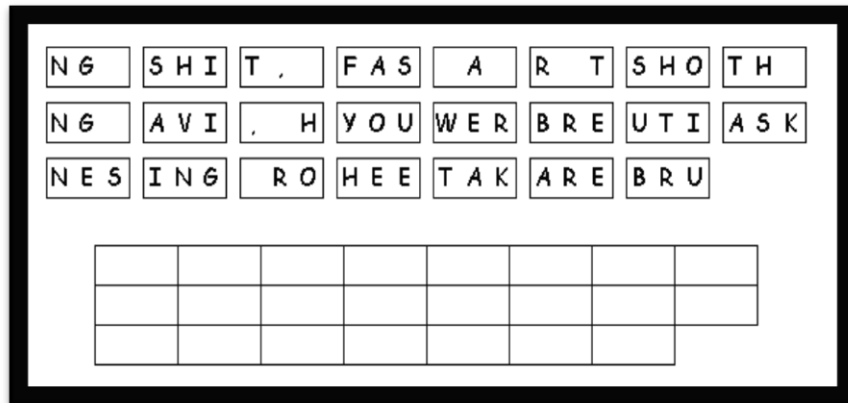 NG SHI T, FAS A R T SHO TH
NG AVI , H YOU WER BRE UTI ASK
NES ING RO HEE TAK ARE BRU